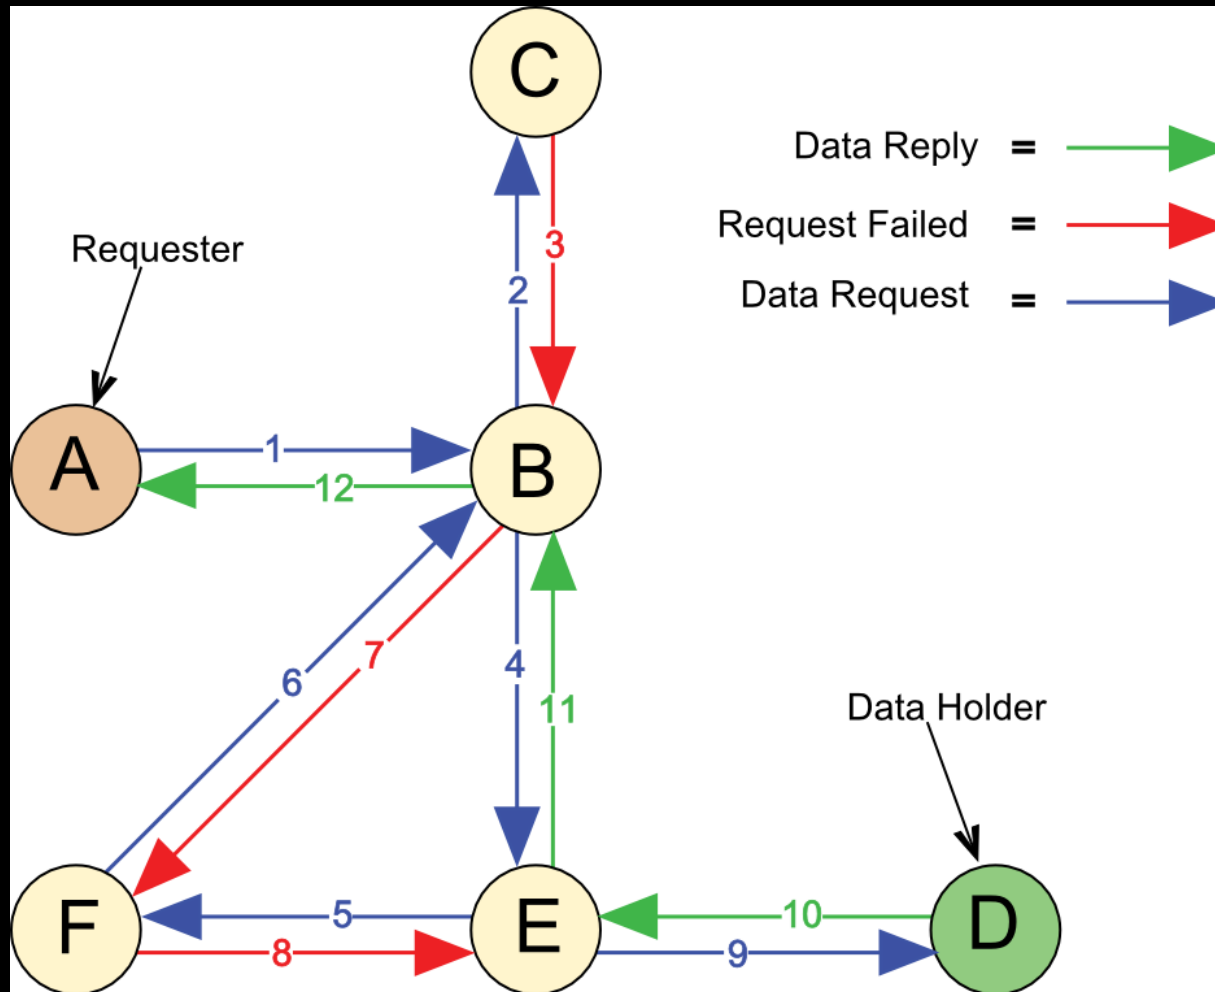 C
Data Reply =
Request Failed =
Data Request =
3
2
Requester
A
1
12
B
6
7
4
11
Data Holder
F
5
8
E
10
9
D